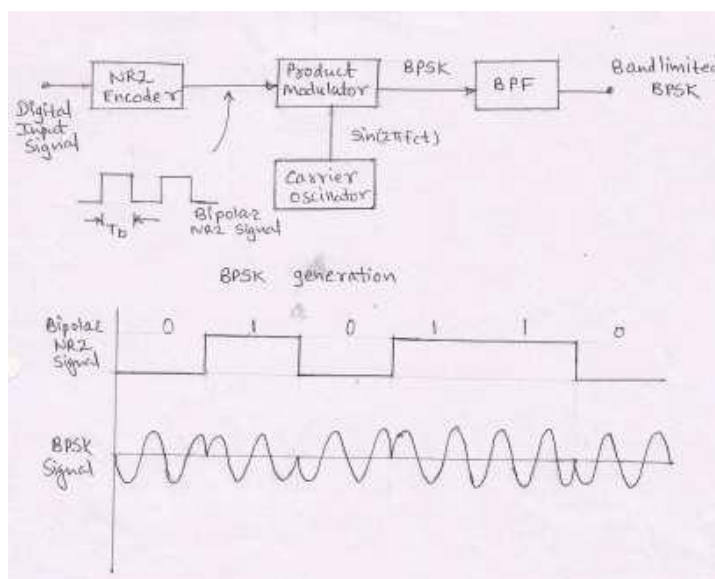 NRZ
Encoder
Product
Modulator
BPSK
BPF
Bandlimited
BPSK
Digital
Input
Signal
Sin(2πfct)
Carrier
Oscillator
Tb
Bipolar
NRZ Signal
BPSK generation
Bipolar
NRZ
Signal
0 1 0 1 1 0
BPSK
Signal